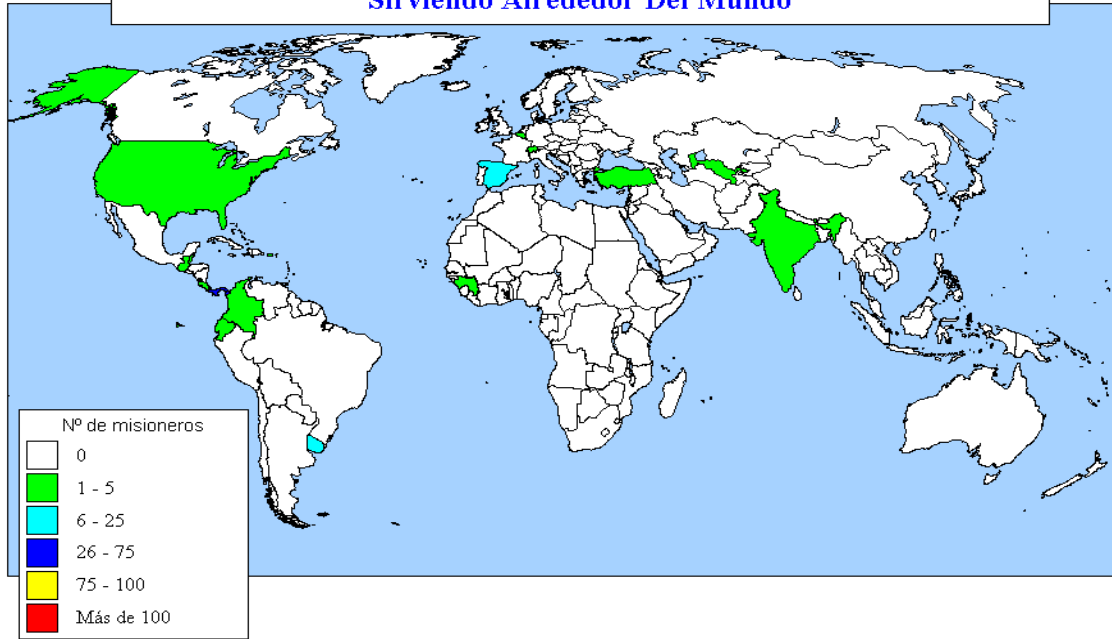 Sirviendo Alrededor Del Mundo
Nº de misioneros
0
1 - 5
6 - 25
26 - 75
75 - 100
Más de 100